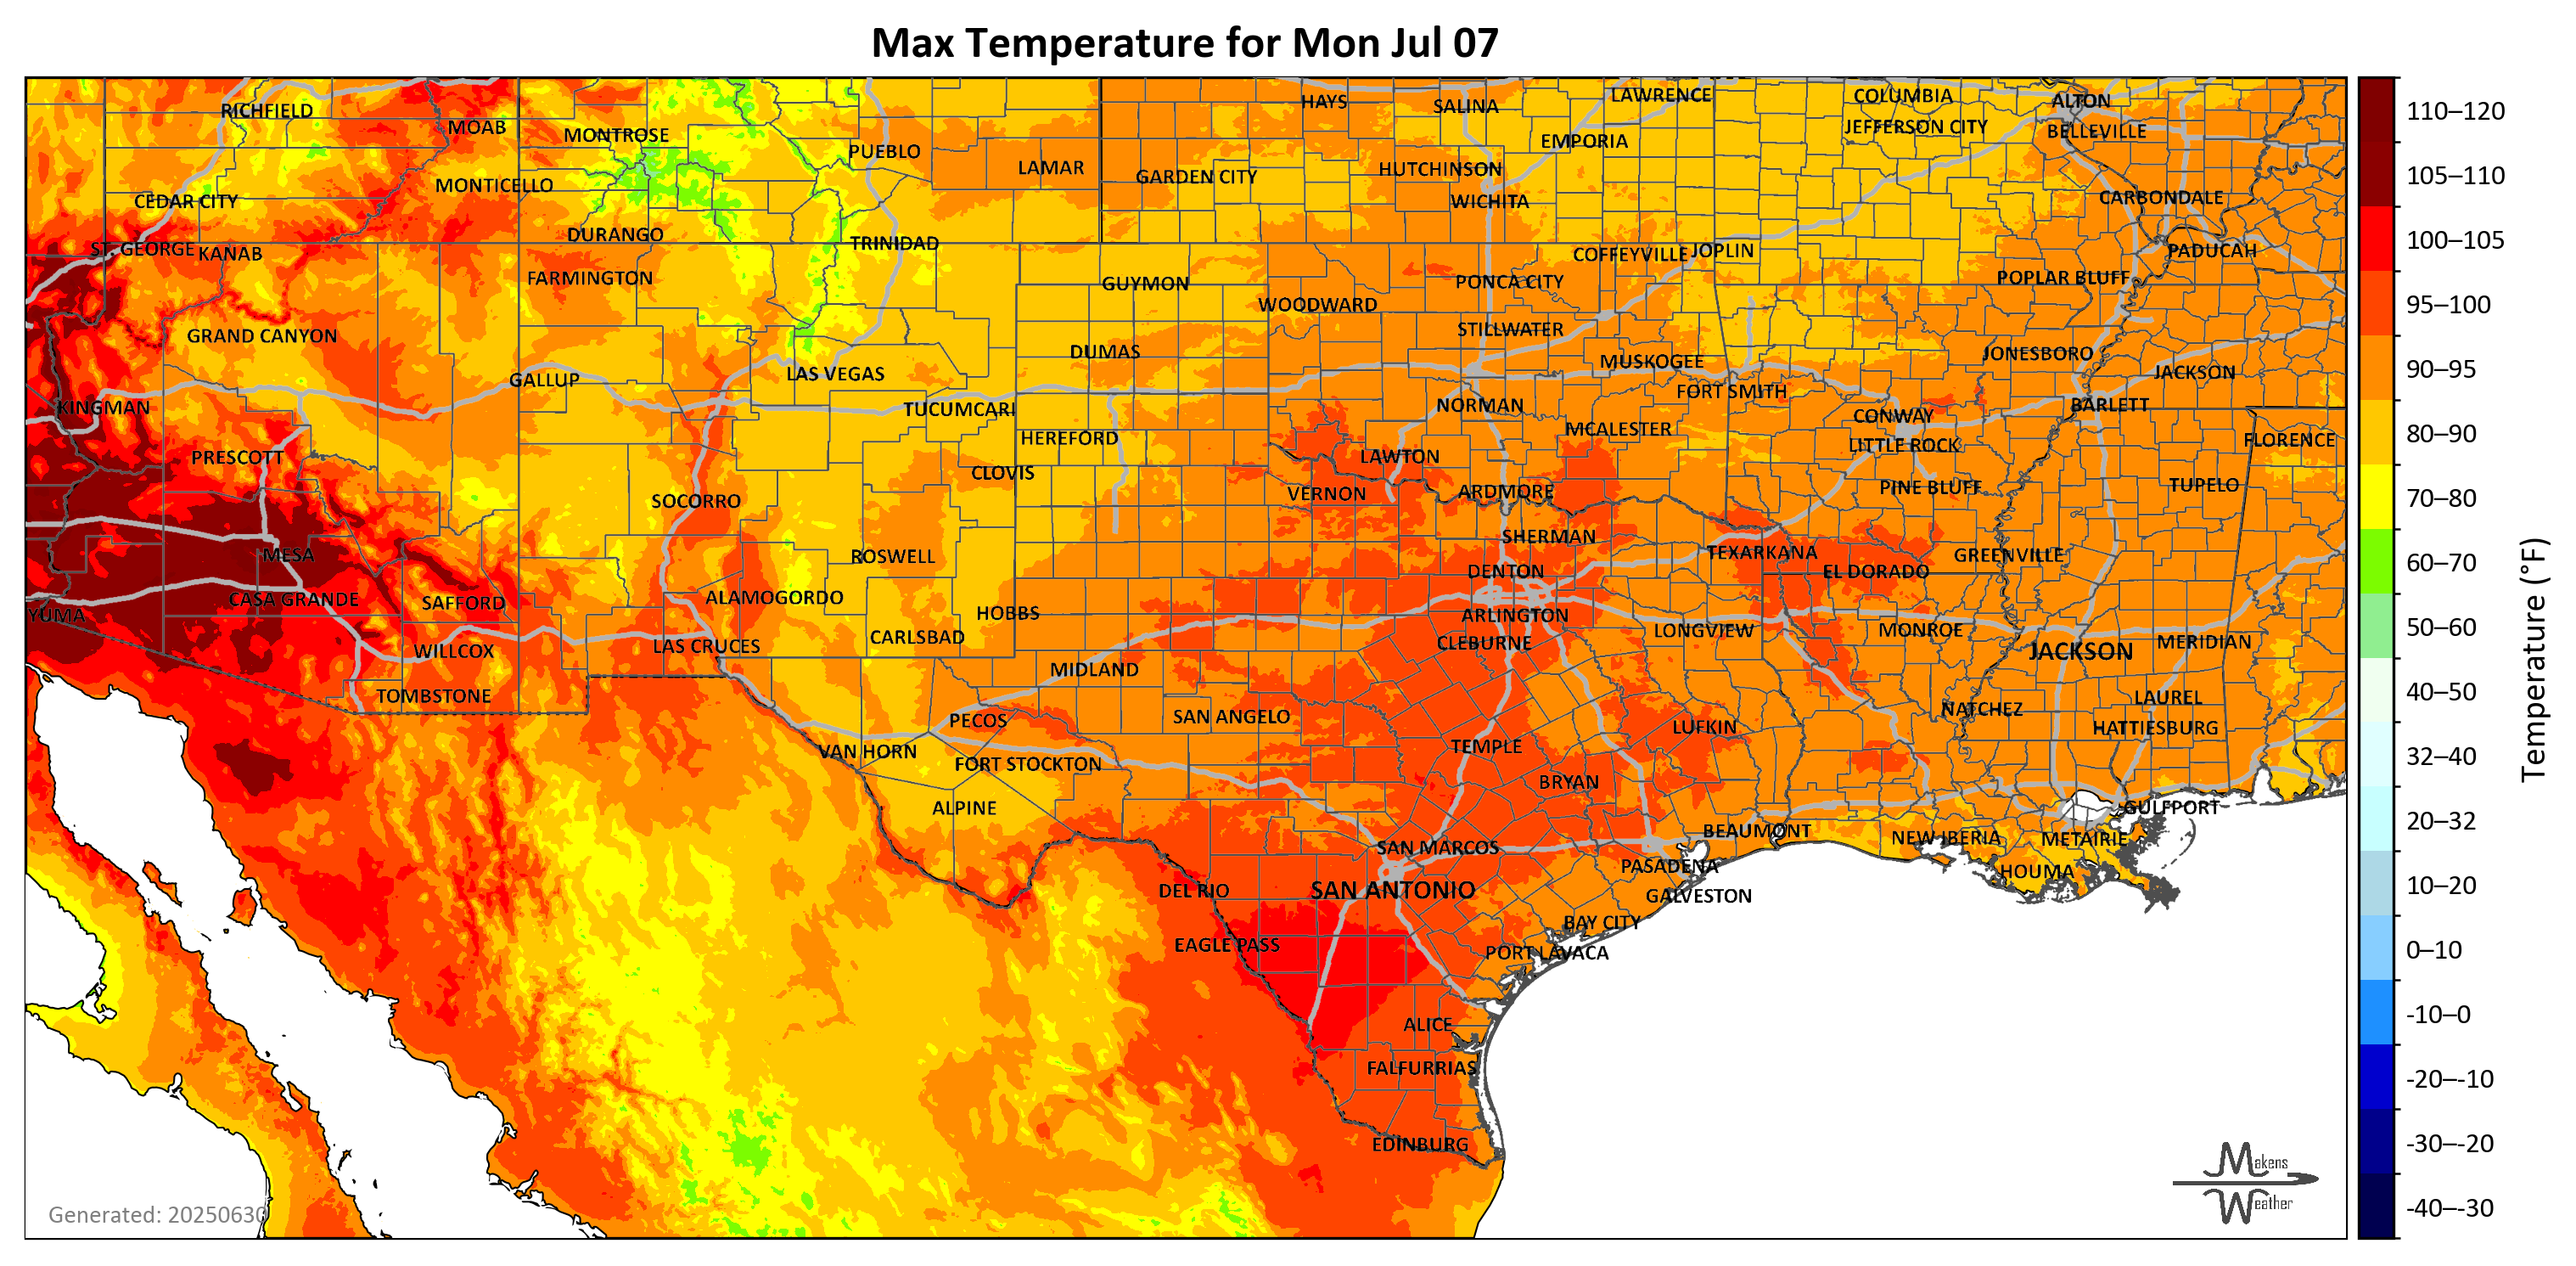 Max Temperature for Mon Jul 07
RICHFIELD
MOAB
MONTROSE
PUEBLO
LAMAR
HAYS
SALINA
LAWRENCE
EMPORIA
COLUMBIA
JEFFERSON CITY
ALTON
BELLEVILLE
MONTICELLO
CEDAR CITY
GARDEN CITY
HUTCHINSON
WICHITA
CARBONDALE
ST. GEORGE
KANAB
DURANGO
TRINIDAD
COFFEYVILLE
JOPLIN
PADUCAH
FARMINGTON
GUYMON
PONCA CITY
POPLAR BLUFF
WOODWARD
GRAND CANYON
STILLWATER
DUMAS
MUSKOGEE
JONESBORO
GALLUP
LAS VEGAS
FORT SMITH
JACKSON
KINGMAN
TUCUMCARI
NORMAN
CONWAY
BARLETT
HEREFORD
MCALESTER
LITTLE ROCK
FLORENCE
PRESCOTT
CLOVIS
LAWTON
SOCORRO
VERNON
ARDMORE
PINE BLUFF
TUPELO
SHERMAN
MESA
ROSWELL
TEXARKANA
GREENVILLE
DENTON
EL DORADO
CASA GRANDE
SAFFORD
ALAMOGORDO
HOBBS
ARLINGTON
YUMA
CARLSBAD
CLEBURNE
LONGVIEW
MONROE
WILLCOX
LAS CRUCES
JACKSON
MERIDIAN
MIDLAND
TOMBSTONE
LAUREL
PECOS
SAN ANGELO
NATCHEZ
LUFKIN
HATTIESBURG
VAN HORN
TEMPLE
FORT STOCKTON
BRYAN
ALPINE
GULFPORT
BEAUMONT
NEW IBERIA
METAIRIE
SAN MARCOS
PASADENA
HOUMA
DEL RIO
SAN ANTONIO
GALVESTON
BAY CITY
EAGLE PASS
PORT LAVACA
ALICE
FALFURRIAS
EDINBURG
Generated: 20250630
Makens
Weather
110–120
105–110
100–105
95–100
90–95
80–90
70–80
60–70
50–60
40–50
32–40
20–32
10–20
0–10
-10–0
-20–-10
-30–-20
-40–-30
Temperature (°F)